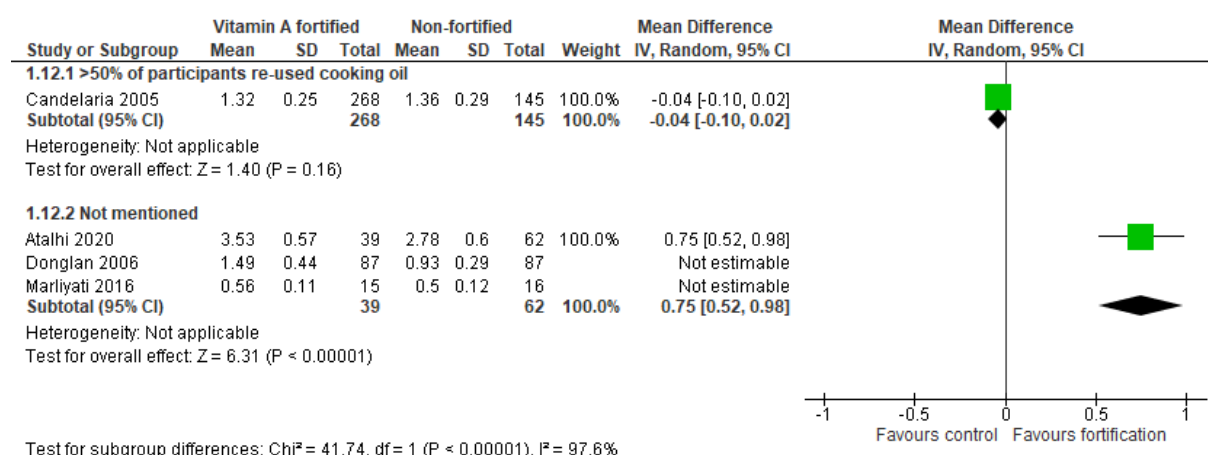 Vitamin A fortified Non-fortified Mean Difference Mean Difference
Study or Subgroup Mean SD Total Mean SD Total Weight IV, Random, 95% CI IV, Random, 95% CI
1.12.1 >50% of participants re-used cooking oil
Candelaria 2005 1.32 0.25 268 1.36 0.29 145 100.0% -0.04 [-0.10, 0.02]
Subtotal (95% CI) 268 145 100.0% -0.04 [-0.10, 0.02]
Heterogeneity: Not applicable
Test for overall effect: Z = 1.40 (P = 0.16)
1.12.2 Not mentioned
Atalhi 2020 3.53 0.57 39 2.78 0.6 62 100.0% 0.75 [0.52, 0.98]
Donglan 2006 1.49 0.44 87 0.93 0.29 87 Not estimable
Marliyati 2016 0.56 0.11 15 0.5 0.12 16 Not estimable
Subtotal (95% CI) 39 62 100.0% 0.75 [0.52, 0.98]
Heterogeneity: Not applicable
Test for overall effect: Z = 6.31 (P < 0.00001)
-1 -0.5 0 0.5 1
Favours control Favours fortification
Test for subgroup differences: Chi² = 41.74, df = 1 (P < 0.00001), I² = 97.6%